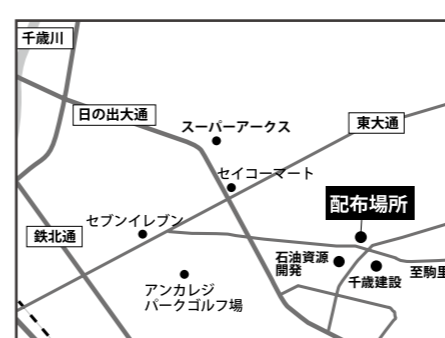 千歳川
日の出大通
スーパーアークス
東大通
セイコーマート
配布場所
セブンイレブン
鉄北通
石油資源
開発
千歳建設
至駒里
アンカレジ
パークゴルフ場